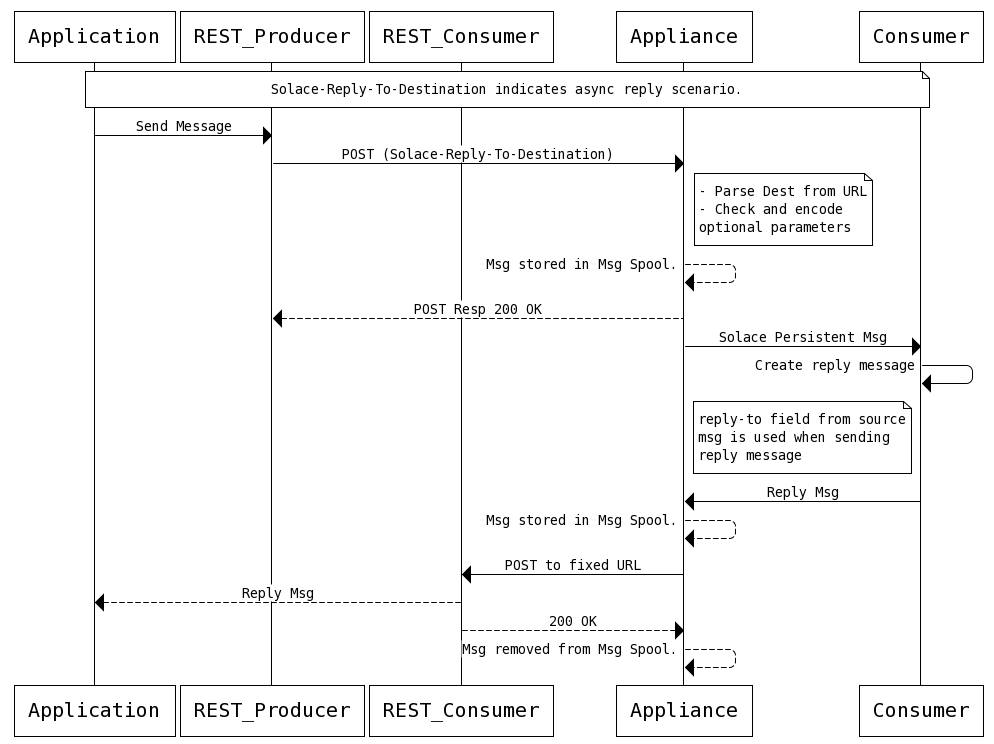 Application REST_Producer REST_Consumer Appliance Consumer
Solace-Reply-To-Destination indicates async reply scenario.
Send Message
POST (Solace-Reply-To-Destination)
- Parse Dest from URL
- Check and encode
optional parameters
Msg stored in Msg Spool.
POST Resp 200 OK
Solace Persistent Msg
Create reply message
reply-to field from source
msg is used when sending
reply message
Reply Msg
Msg stored in Msg Spool.
POST to fixed URL
Reply Msg
200 OK
Msg removed from Msg Spool.
Application REST_Producer REST_Consumer Appliance Consumer